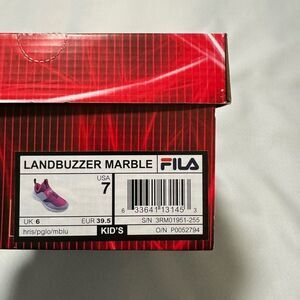 LANDBUZZER MARBLE
FILA
USA
7
UK 6
EUR 39.5
hris/pglo/mblu
KID'S
6 33641 13145 3
S/N 3RM01951-255
O/N P0052794